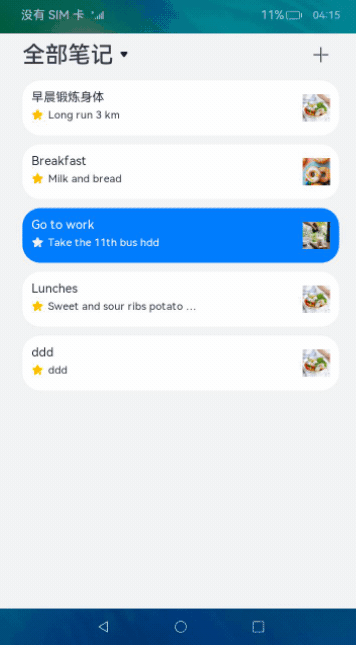 没有 SIM 卡
11%
04:15
全部笔记
早晨锻炼身体
Long run 3 km
Breakfast
Milk and bread
Go to work
Take the 11th bus hdd
Lunches
Sweet and sour ribs potato ...
ddd
ddd